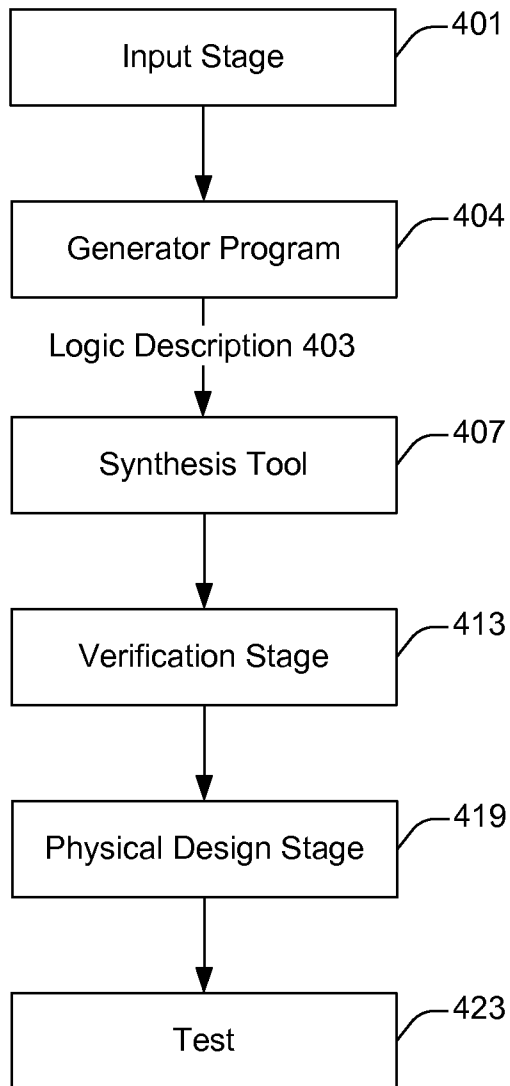 401
Input Stage
404
Generator Program
Logic Description 403
407
Synthesis Tool
413
Verification Stage
419
Physical Design Stage
423
Test